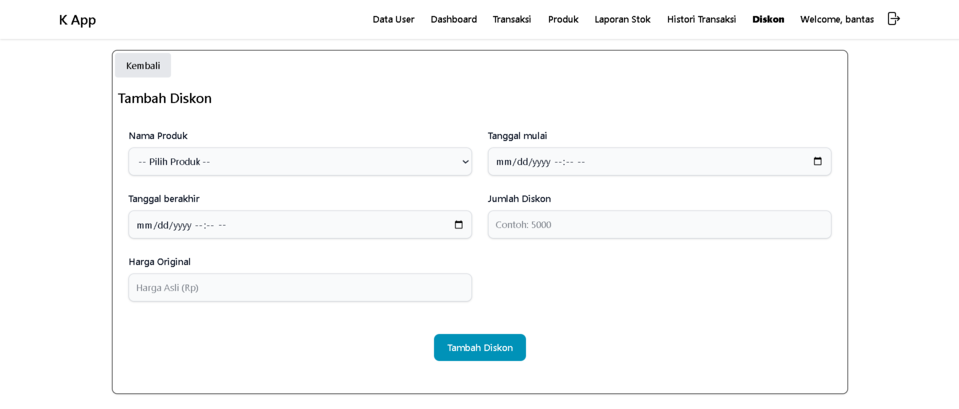 K App
Data User Dashboard Transaksi Produk Laporan Stok Histori Transaksi Diskon Welcome, bantas
Kembali
Tambah Diskon
Nama Produk
-- Pilih Produk --
Tanggal mulai
mm/dd/yyyy --:-- --
Tanggal berakhir
mm/dd/yyyy --:-- --
Jumlah Diskon
Contoh: 5000
Harga Original
Harga Asli (Rp)
Tambah Diskon